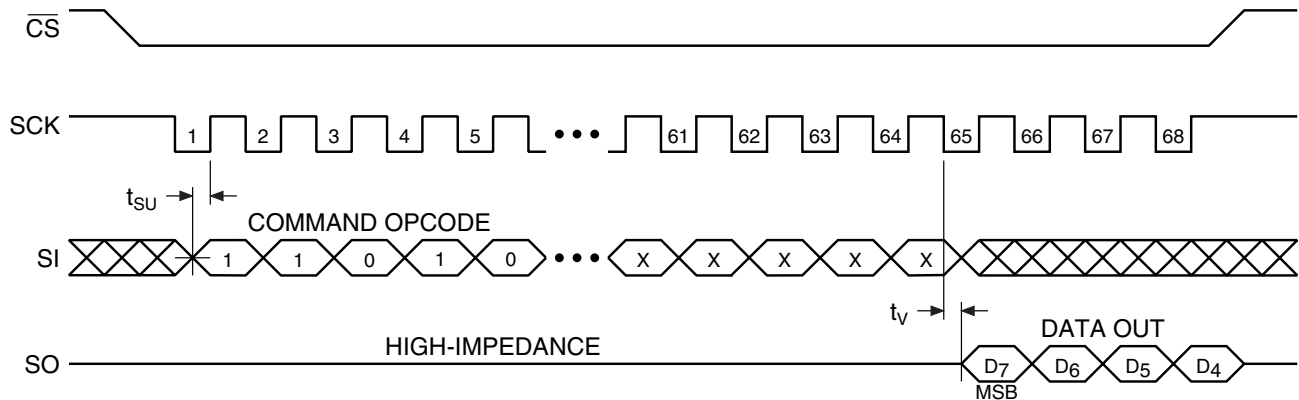 CS
SCK 1 2 3 4 5 ••• 61 62 63 64 65 66 67 68
tSU
COMMAND OPCODE
SI 1 1 0 1 0 ••• X X X X X
tV
DATA OUT
HIGH-IMPEDANCE
SO D7 D6 D5 D4
MSB